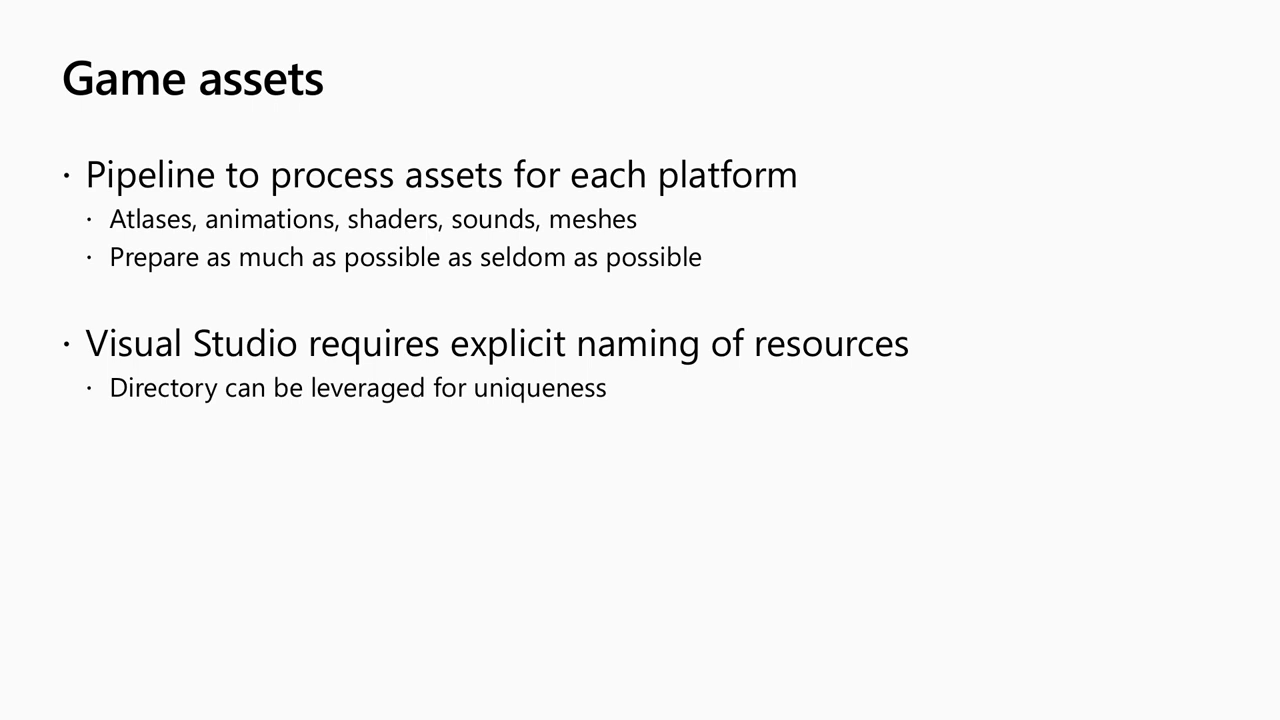 Game assets
· Pipeline to process assets for each platform
· Atlases, animations, shaders, sounds, meshes
· Prepare as much as possible as seldom as possible
· Visual Studio requires explicit naming of resources
· Directory can be leveraged for uniqueness